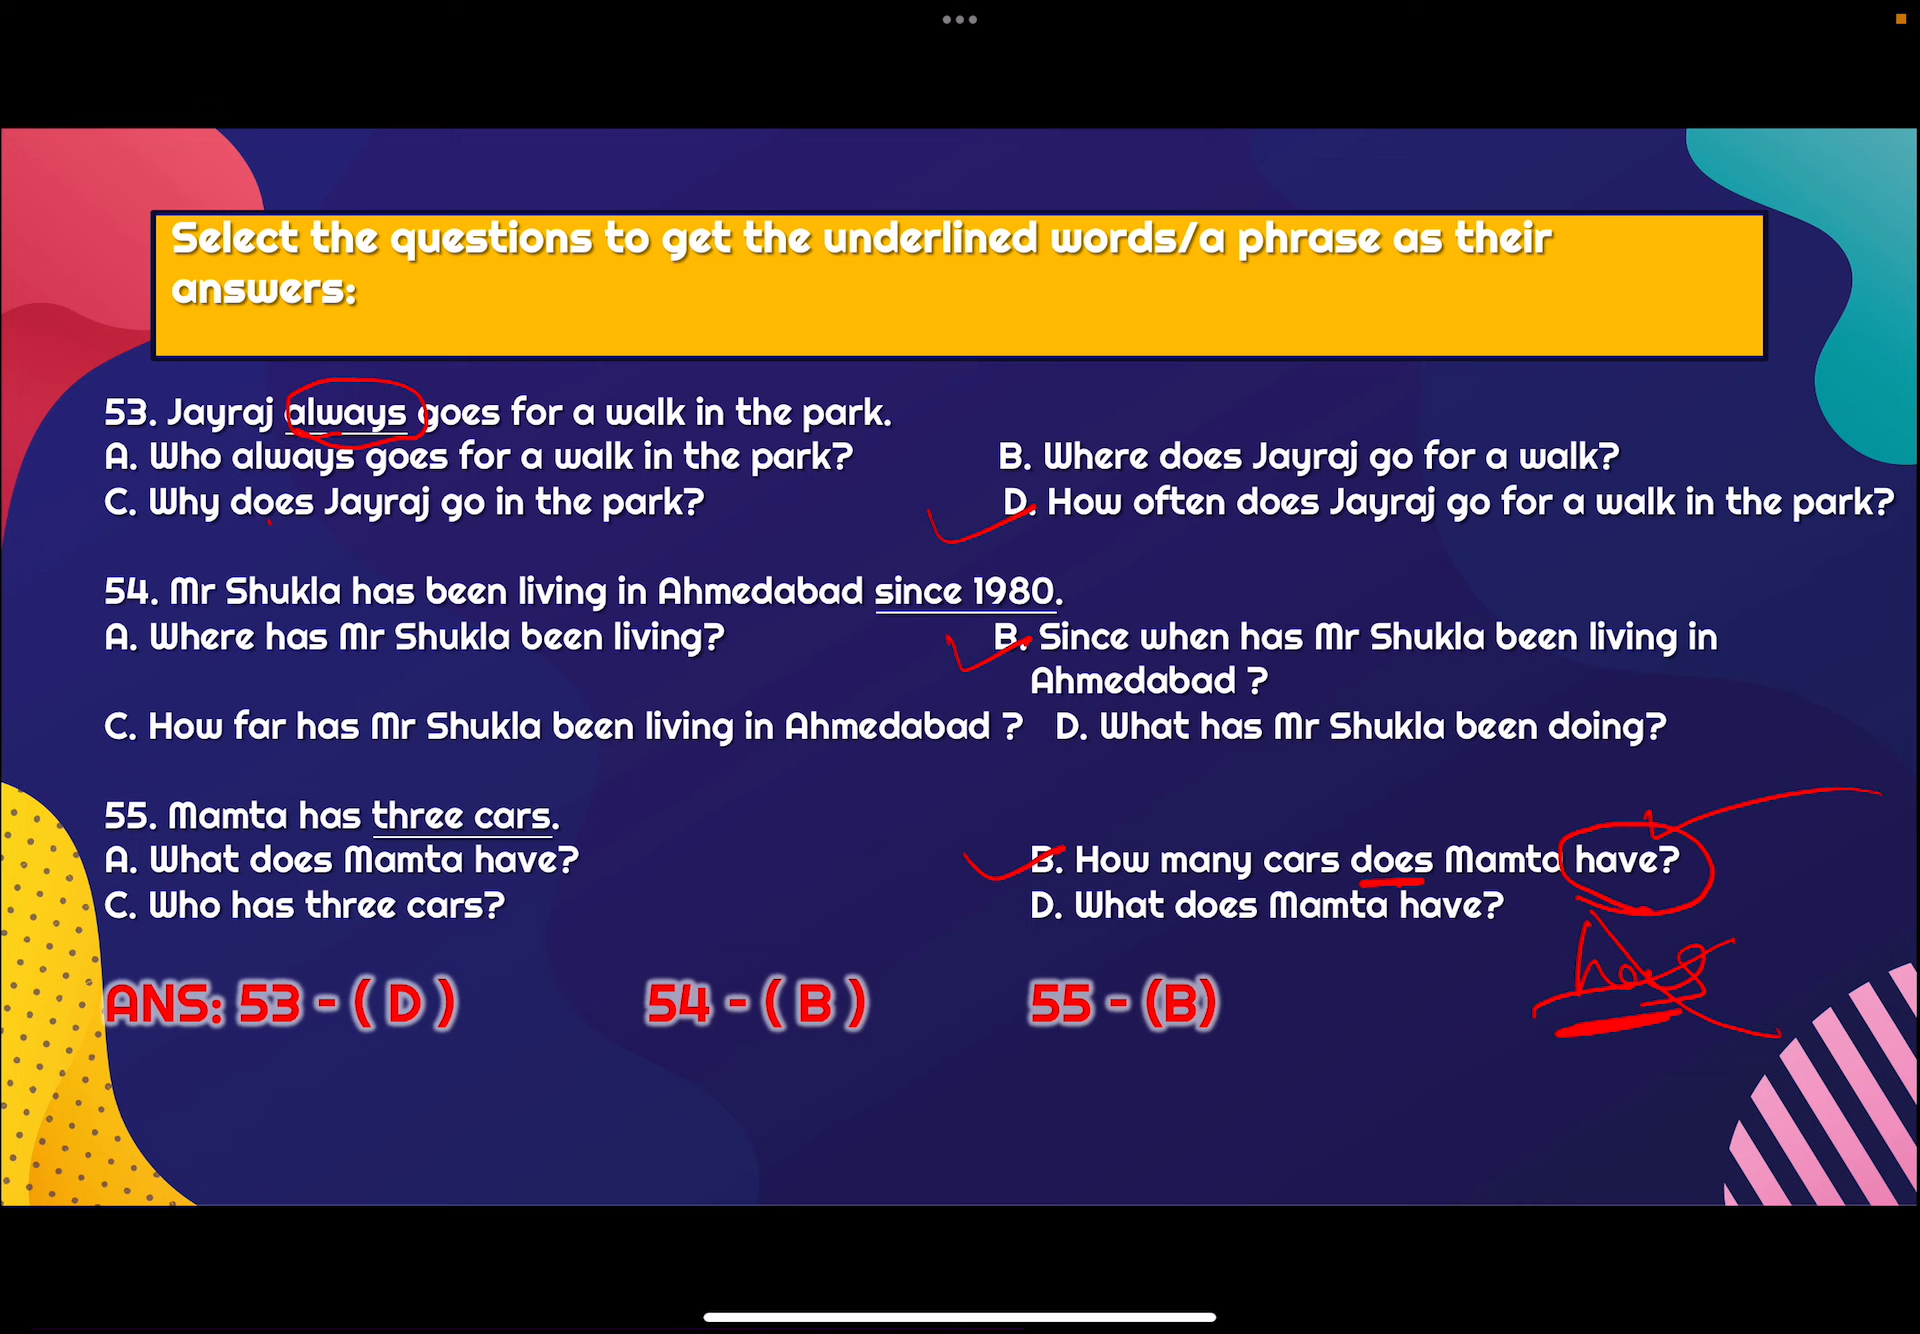 Select the questions to get the underlined words/a phrase as their
answers:
53. Jayraj always goes for a walk in the park.
A. Who always goes for a walk in the park? B. Where does Jayraj go for a walk?
C. Why does Jayraj go in the park? D. How often does Jayraj go for a walk in the park?
54. Mr Shukla has been living in Ahmedabad since 1980.
A. Where has Mr Shukla been living? B. Since when has Mr Shukla been living in
Ahmedabad ?
C. How far has Mr Shukla been living in Ahmedabad ? D. What has Mr Shukla been doing?
55. Mamta has three cars.
A. What does Mamta have? B. How many cars does Mamta have?
C. Who has three cars? D. What does Mamta have?
ANS: 53 - ( D ) 54 - ( B ) 55 - (B)